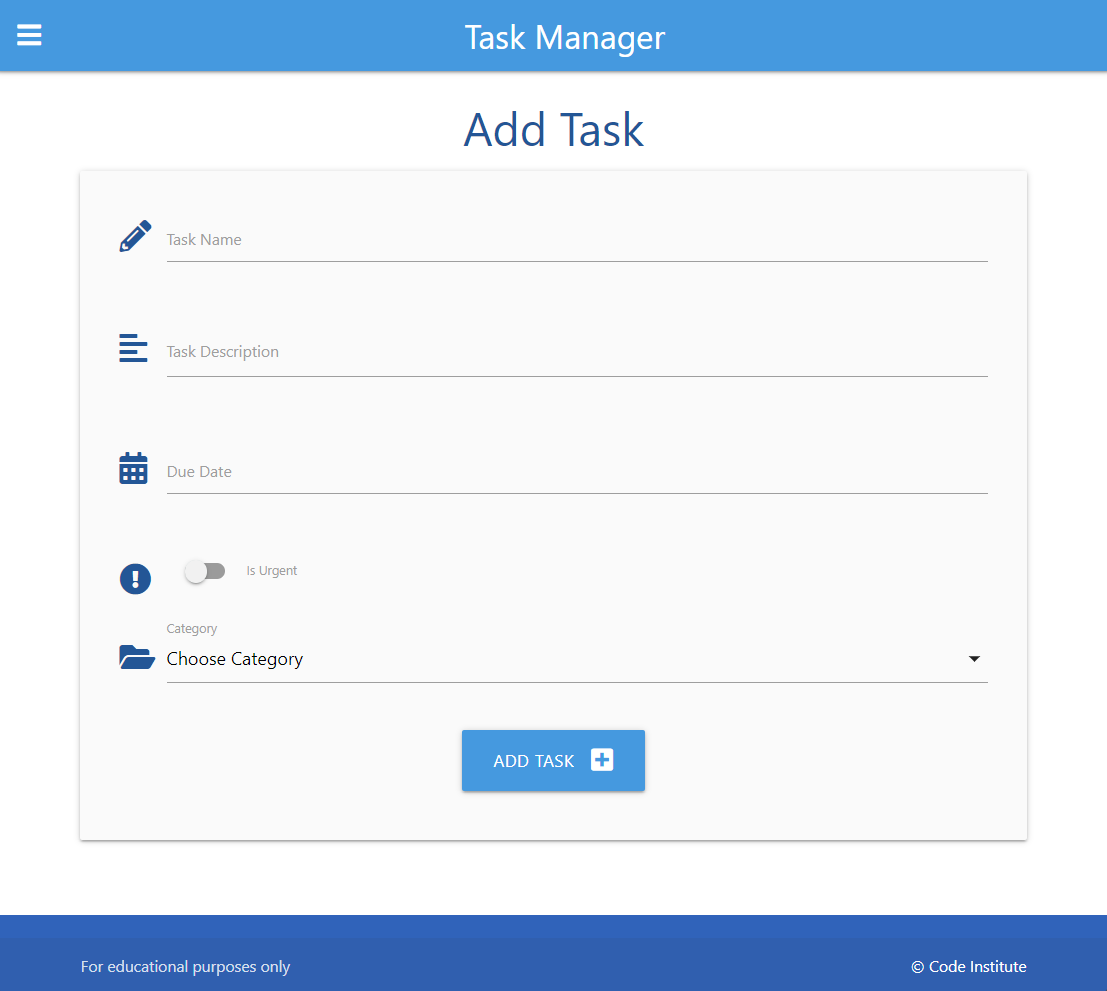 Task Manager
Add Task
Task Name
Task Description
Due Date
Is Urgent
Category
Choose Category
ADD TASK
For educational purposes only
© Code Institute